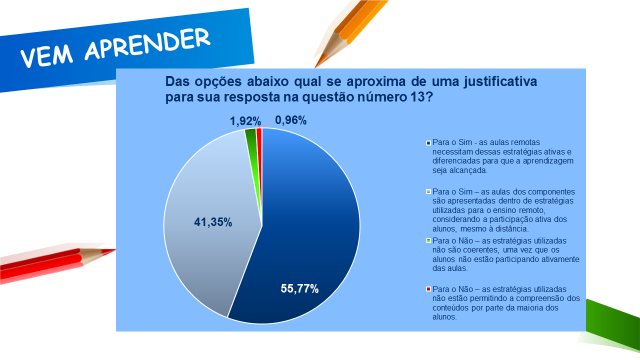 VEM APRENDER
Das opções abaixo qual se aproxima de uma justificativa
para sua resposta na questão número 13?
1,92%
0,96%
41,35%
55,77%
Para o Sim - as aulas remotas
necessitam dessas estratégias ativas e
diferenciadas para que a aprendizagem
seja alcançada.
Para o Sim – as aulas dos componentes
são apresentadas dentro de estratégias
utilizadas para o ensino remoto,
considerando a participação ativa dos
alunos, mesmo à distância.
Para o Não – as estratégias utilizadas
não são coerentes, uma vez que os
alunos não estão participando ativamente
das aulas.
Para o Não – as estratégias utilizadas
não estão permitindo a compreensão dos
conteúdos por parte da maioria dos
alunos.